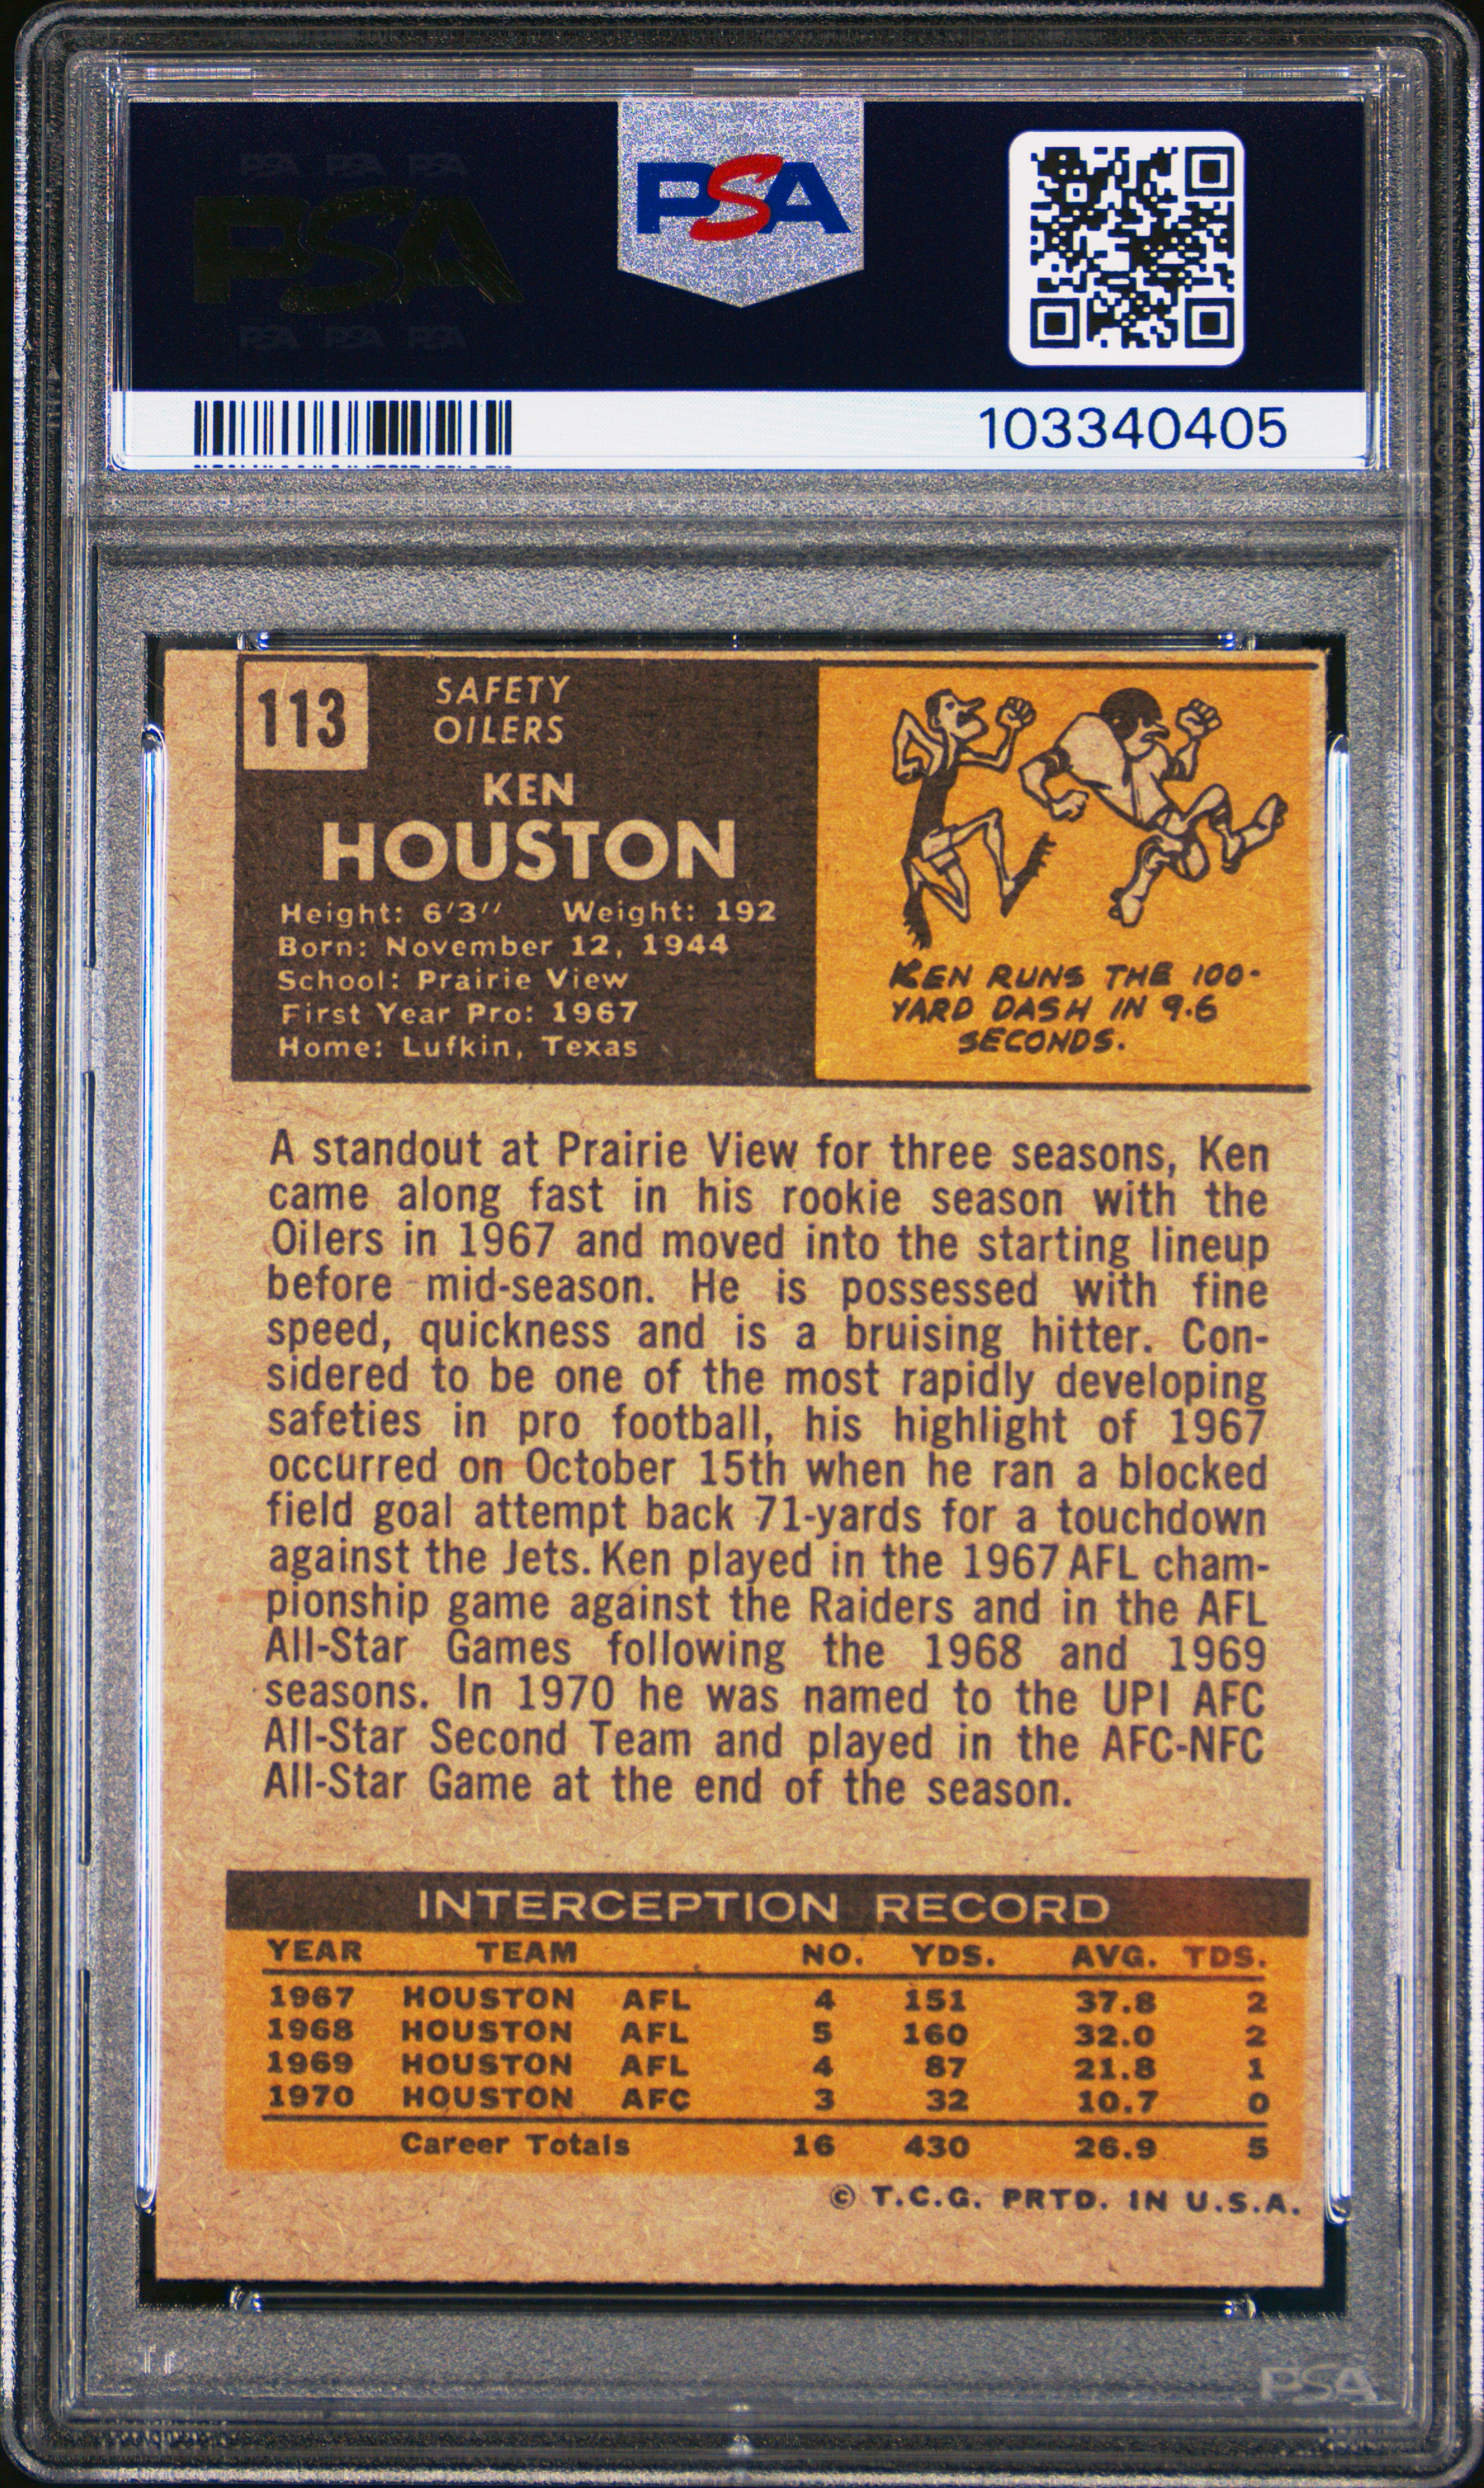 PSA PSA PSA
PSA
PSA PSA PSA
PSA
103340405
113
SAFETY
OILERS
KEN
HOUSTON
Height: 6'3'' Weight: 192
Born: November 12, 1944
School: Prairie View
First Year Pro: 1967
Home: Lufkin, Texas
KEN RUNS THE 100-
YARD DASH IN 9.6
SECONDS.
A standout at Prairie View for three seasons, Ken
came along fast in his rookie season with the
Oilers in 1967 and moved into the starting lineup
before mid-season. He is possessed with fine
speed, quickness and is a bruising hitter. Con-
sidered to be one of the most rapidly developing
safeties in pro football, his highlight of 1967
occurred on October 15th when he ran a blocked
field goal attempt back 71-yards for a touchdown
against the Jets. Ken played in the 1967 AFL cham-
pionship game against the Raiders and in the AFL
All-Star Games following the 1968 and 1969
seasons. In 1970 he was named to the UPI AFC
All-Star Second Team and played in the AFC-NFC
All-Star Game at the end of the season.
INTERCEPTION RECORD
YEAR TEAM NO. YDS. AVG. TDS.
1967 HOUSTON AFL 4 151 37.8 2
1968 HOUSTON AFL 5 160 32.0 2
1969 HOUSTON AFL 4 87 21.8 1
1970 HOUSTON AFC 3 32 10.7 0
Career Totals 16 430 26.9 5
© T.C.G. PRTD. IN U.S.A.
PSA